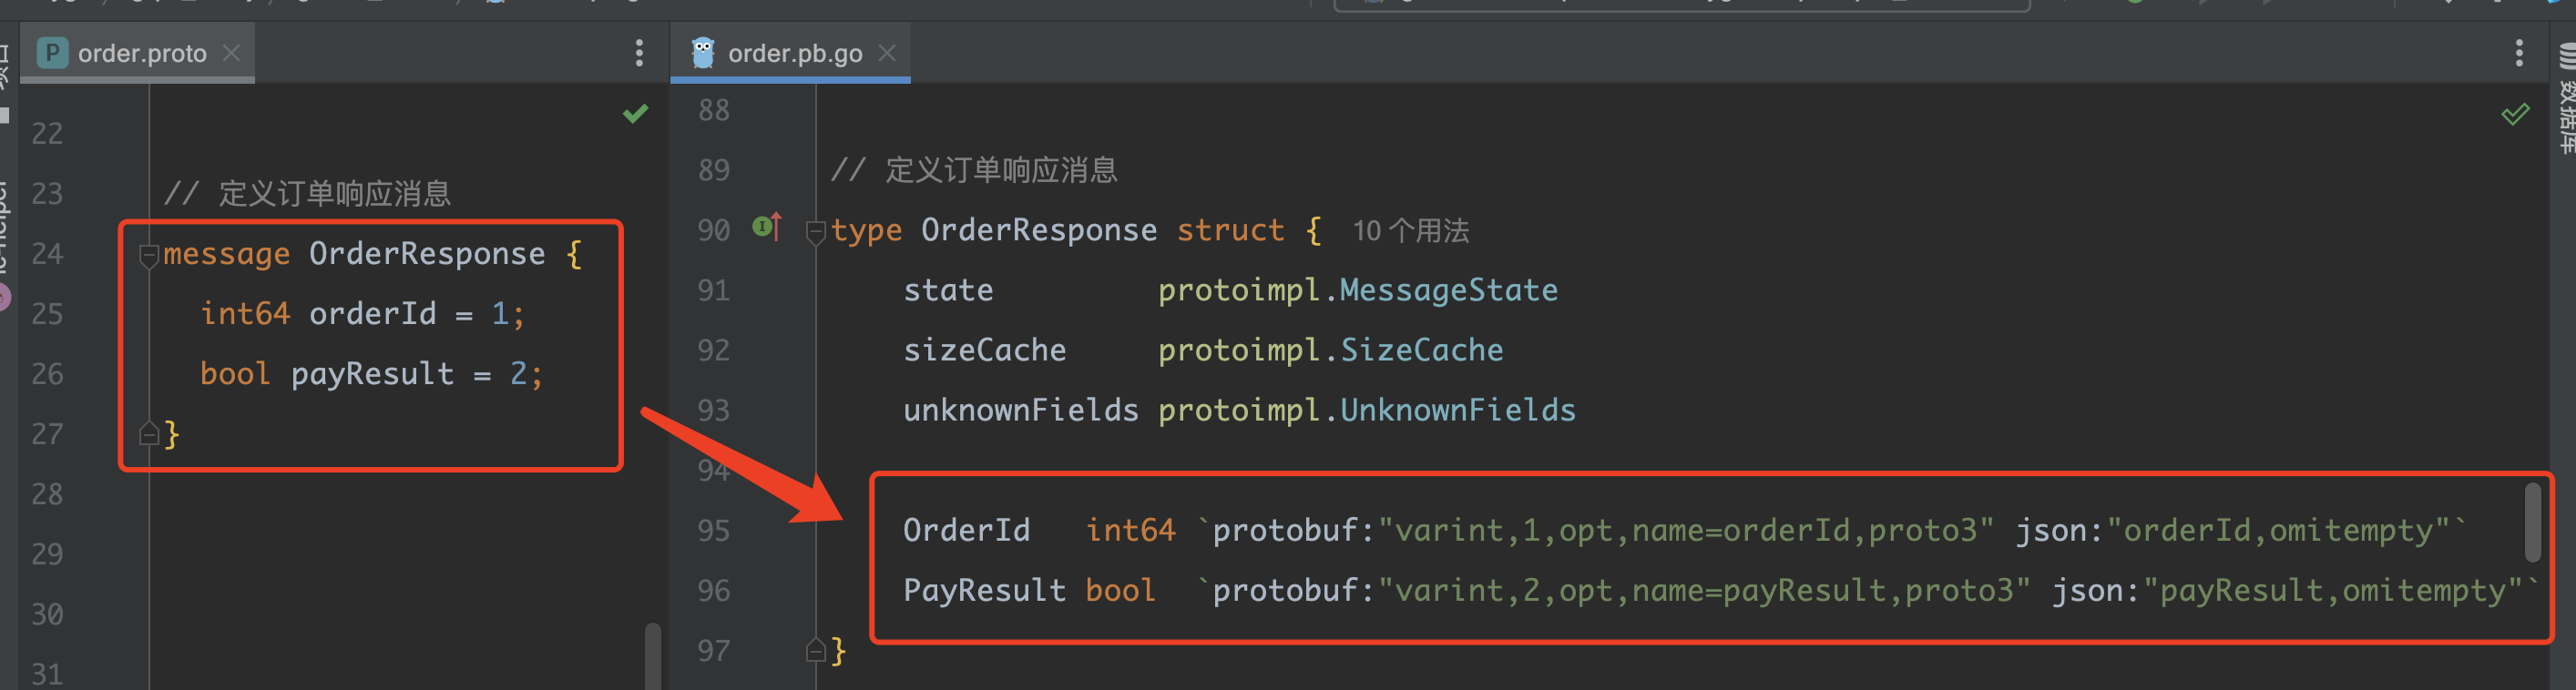 order.proto
22
23 // 定义订单响应消息
24 message OrderResponse {
25 int64 orderId = 1;
26 bool payResult = 2;
27 }
28
29
30
31
order.pb.go
88
89 // 定义订单响应消息
90 type OrderResponse struct { 10 个用法
91 state protoimpl.MessageState
92 sizeCache protoimpl.SizeCache
93 unknownFields protoimpl.UnknownFields
94
95 OrderId int64 `protobuf:"varint,1,opt,name=orderId,proto3" json:"orderId,omitempty"`
96 PayResult bool `protobuf:"varint,2,opt,name=payResult,proto3" json:"payResult,omitempty"`
97 }
数据库